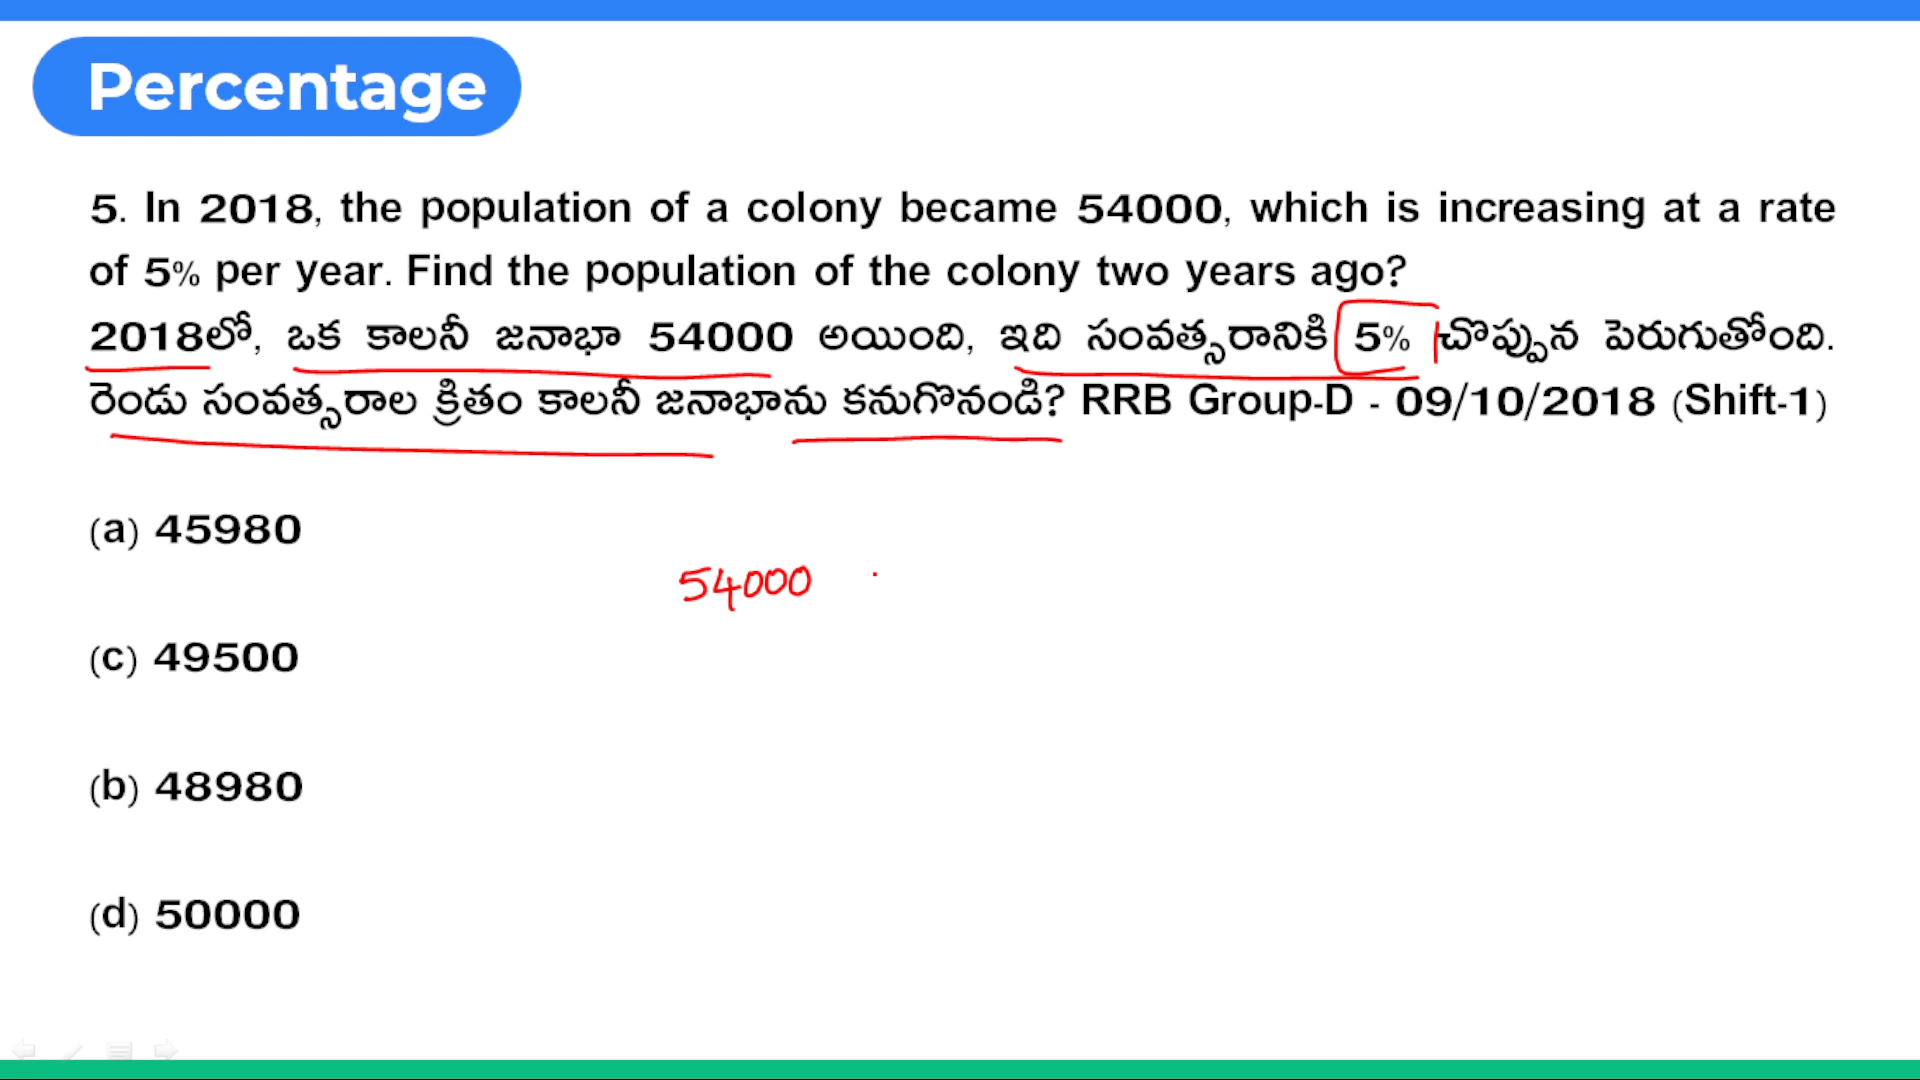 Percentage
5. In 2018, the population of a colony became 54000, which is increasing at a rate
of 5% per year. Find the population of the colony two years ago?
2018లో, ఒక కాలనీ జనాభా 54000 అయింది, ఇది సంవత్సరానికి 5% చొప్పున పెరుగుతోంది.
రెండు సంవత్సరాల క్రితం కాలనీ జనాభాను కనుగొనండి? RRB Group-D - 09/10/2018 (Shift-1)
(a) 45980
54000
(c) 49500
(b) 48980
(d) 50000